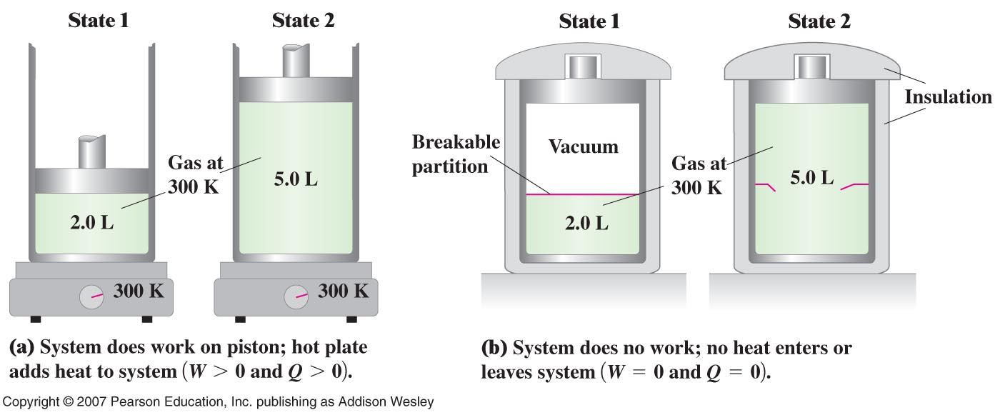 State 1
State 2
Gas at
300 K
2.0 L
5.0 L
300 K
300 K
(a) System does work on piston; hot plate
adds heat to system (W > 0 and Q > 0).
State 1
State 2
Insulation
Breakable
partition
Vacuum
Gas at
300 K
2.0 L
5.0 L
(b) System does no work; no heat enters or
leaves system (W = 0 and Q = 0).
Copyright © 2007 Pearson Education, Inc. publishing as Addison Wesley